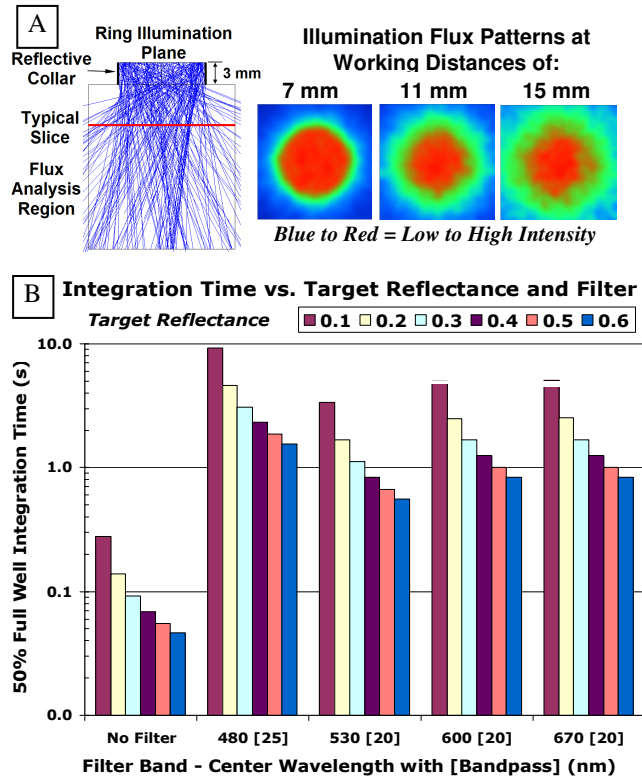 A
Ring Illumination
Plane
Reflective
Collar
3 mm
Typical
Slice
Flux
Analysis
Region
Illumination Flux Patterns at
Working Distances of:
7 mm 11 mm 15 mm
Blue to Red = Low to High Intensity
B
Integration Time vs. Target Reflectance and Filter
Target Reflectance 0.1 0.2 0.3 0.4 0.5 0.6
50% Full Well Integration Time (s)
10.0
1.0
0.1
0.0
No Filter 480 [25] 530 [20] 600 [20] 670 [20]
Filter Band - Center Wavelength with [Bandpass] (nm)